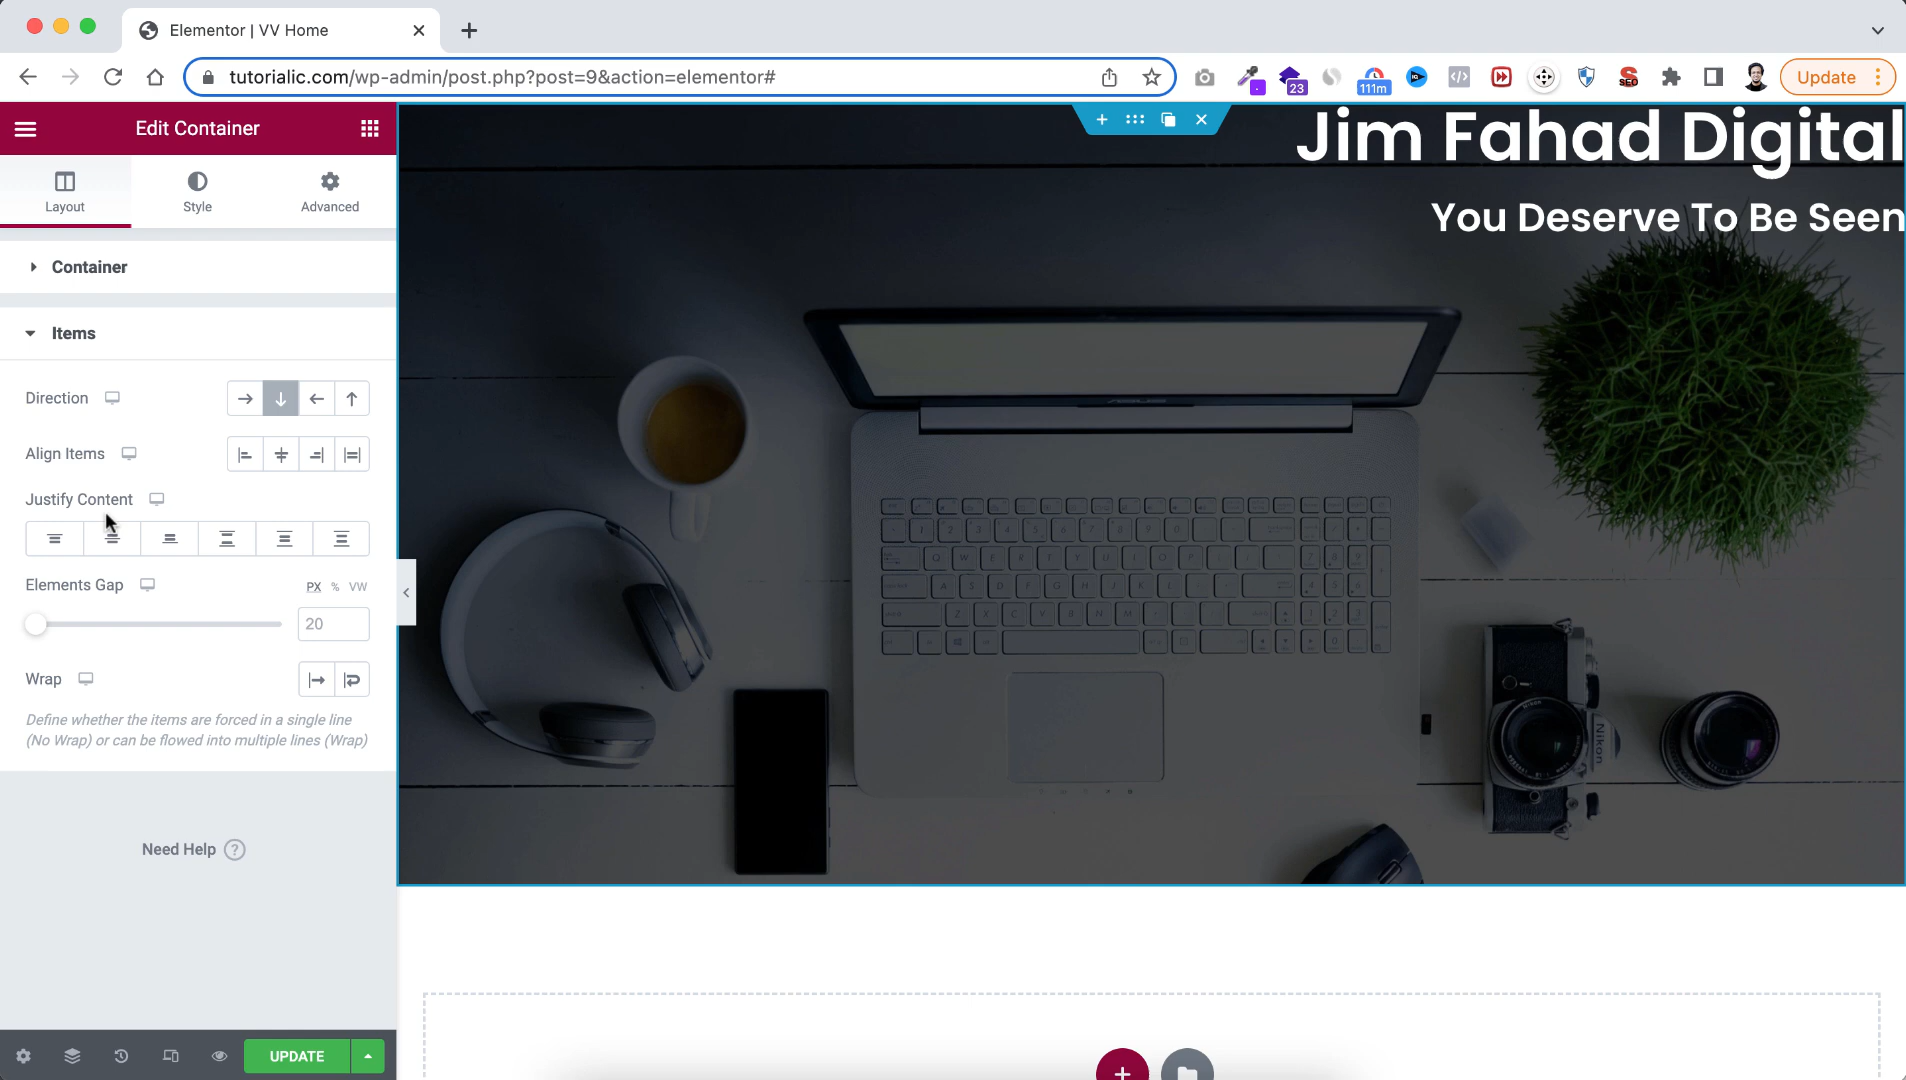 Elementor | VV Home
tutorialic.com/wp-admin/post.php?post=9&action=elementor#
23
111m
SEO
Update
Edit Container
Layout
Style
Advanced
Container
Items
Direction
Align Items
Justify Content
Elements Gap
PX % VW
20
Wrap
Define whether the items are forced in a single line
(No Wrap) or can be flowed into multiple lines (Wrap)
Need Help ?
UPDATE
Jim Fahad Digital
You Deserve To Be Seen
ASUS
Nikon